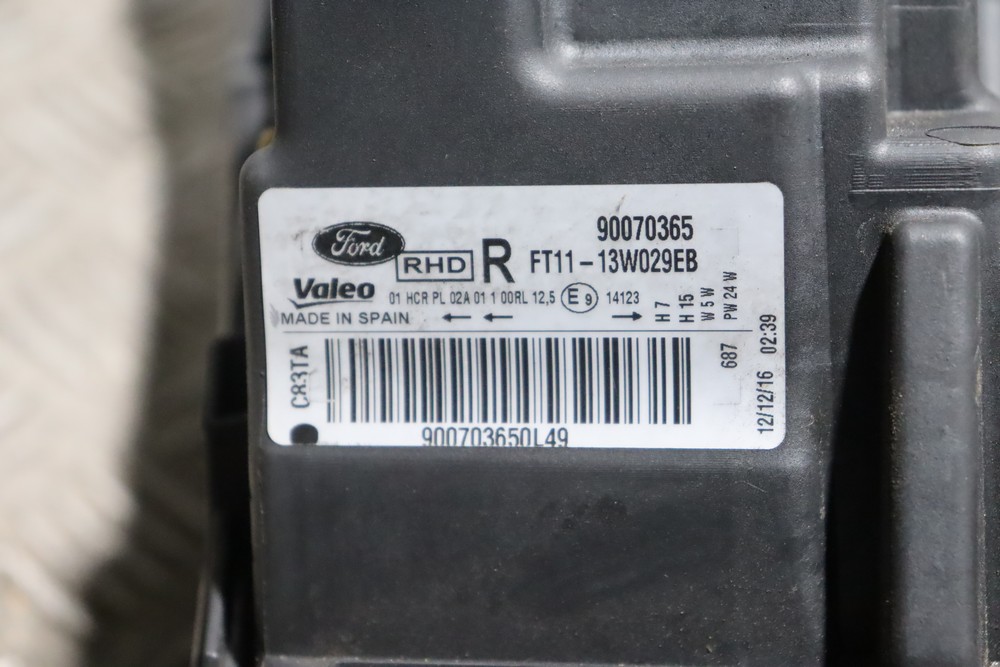 90070365
Ford RHD R FT11-13W029EB
Valeo 01 HCR PL 02A 01 1 00RL 12,5 E9 14123
MADE IN SPAIN
H 7
H 15
W 5 W
PW 24 W
C83TA
687
12/12/16 02:39
900703650L49